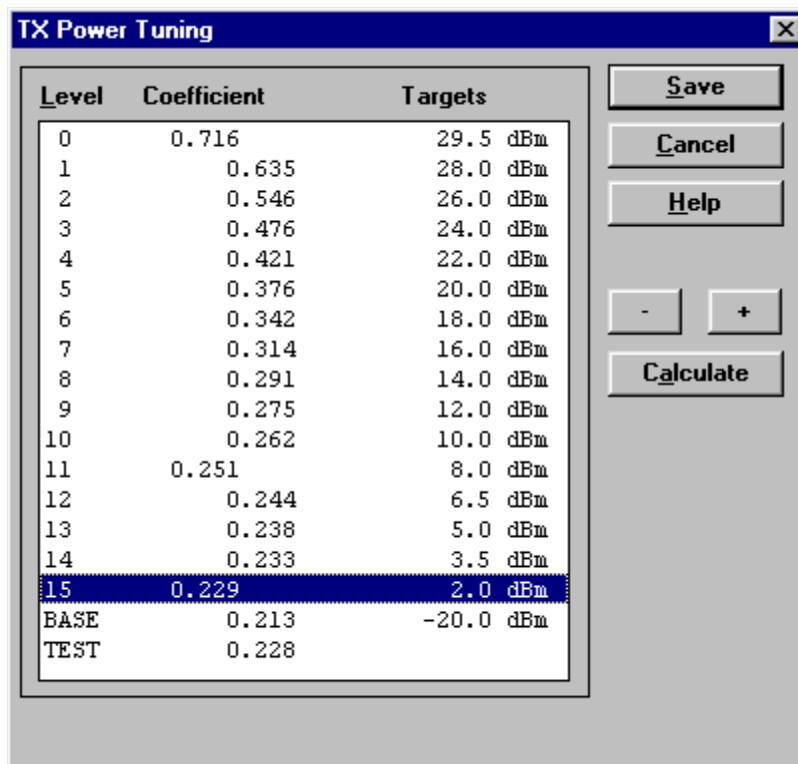 TX Power Tuning
Level Coefficient Targets
0 0.716 29.5 dBm
1 0.635 28.0 dBm
2 0.546 26.0 dBm
3 0.476 24.0 dBm
4 0.421 22.0 dBm
5 0.376 20.0 dBm
6 0.342 18.0 dBm
7 0.314 16.0 dBm
8 0.291 14.0 dBm
9 0.275 12.0 dBm
10 0.262 10.0 dBm
11 0.251 8.0 dBm
12 0.244 6.5 dBm
13 0.238 5.0 dBm
14 0.233 3.5 dBm
15 0.229 2.0 dBm
BASE 0.213 -20.0 dBm
TEST 0.228
Save
Cancel
Help
- +
Calculate